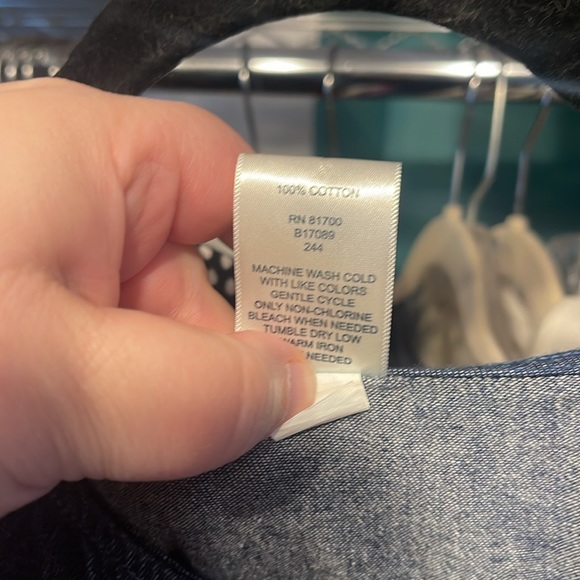 100% COTTON
RN 81700
B17089
244
MACHINE WASH COLD
WITH LIKE COLORS
GENTLE CYCLE
ONLY NON-CHLORINE
BLEACH WHEN NEEDED
TUMBLE DRY LOW
WARM IRON
NEEDED